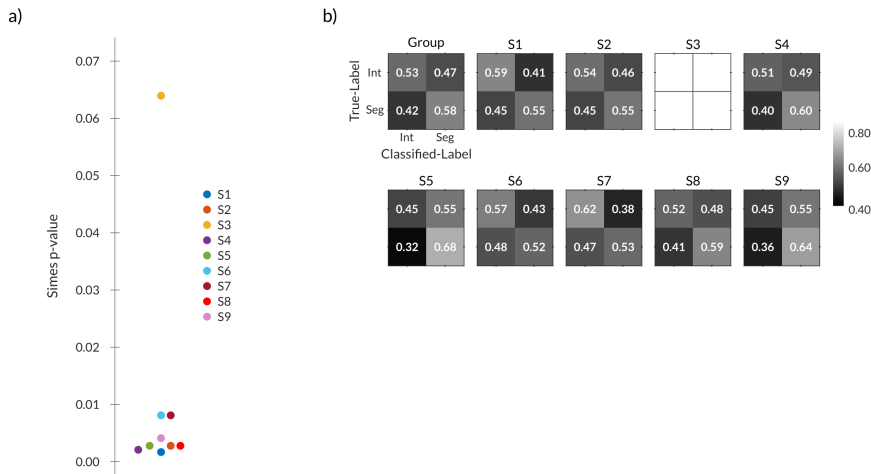 a)
0.07
0.06
0.05
0.04
0.03
0.02
0.01
0.00
Simes p-value
S1
S2
S3
S4
S5
S6
S7
S8
S9
b)
Group S1 S2 S3 S4
Int 0.53 0.47 0.59 0.41 0.54 0.46 0.51 0.49
Seg 0.42 0.58 0.45 0.55 0.45 0.55 0.40 0.60
True-Label
Int Seg
Classified-Label
0.80
0.60
0.40
S5 S6 S7 S8 S9
0.45 0.55 0.57 0.43 0.62 0.38 0.52 0.48 0.45 0.55
0.32 0.68 0.48 0.52 0.47 0.53 0.41 0.59 0.36 0.64